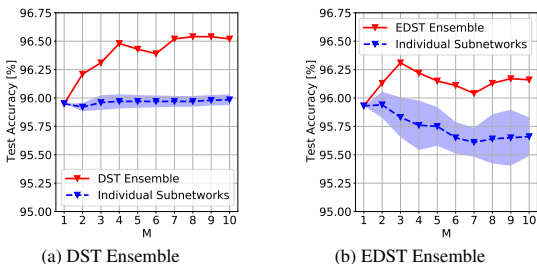 96.75
96.50
96.25
96.00
95.75
95.50
95.25
95.00
Test Accuracy [%]
DST Ensemble
Individual Subnetworks
1 2 3 4 5 6 7 8 9 10
M
(a) DST Ensemble
96.75
96.50
96.25
96.00
95.75
95.50
95.25
95.00
Test Accuracy [%]
EDST Ensemble
Individual Subnetworks
1 2 3 4 5 6 7 8 9 10
M
(b) EDST Ensemble